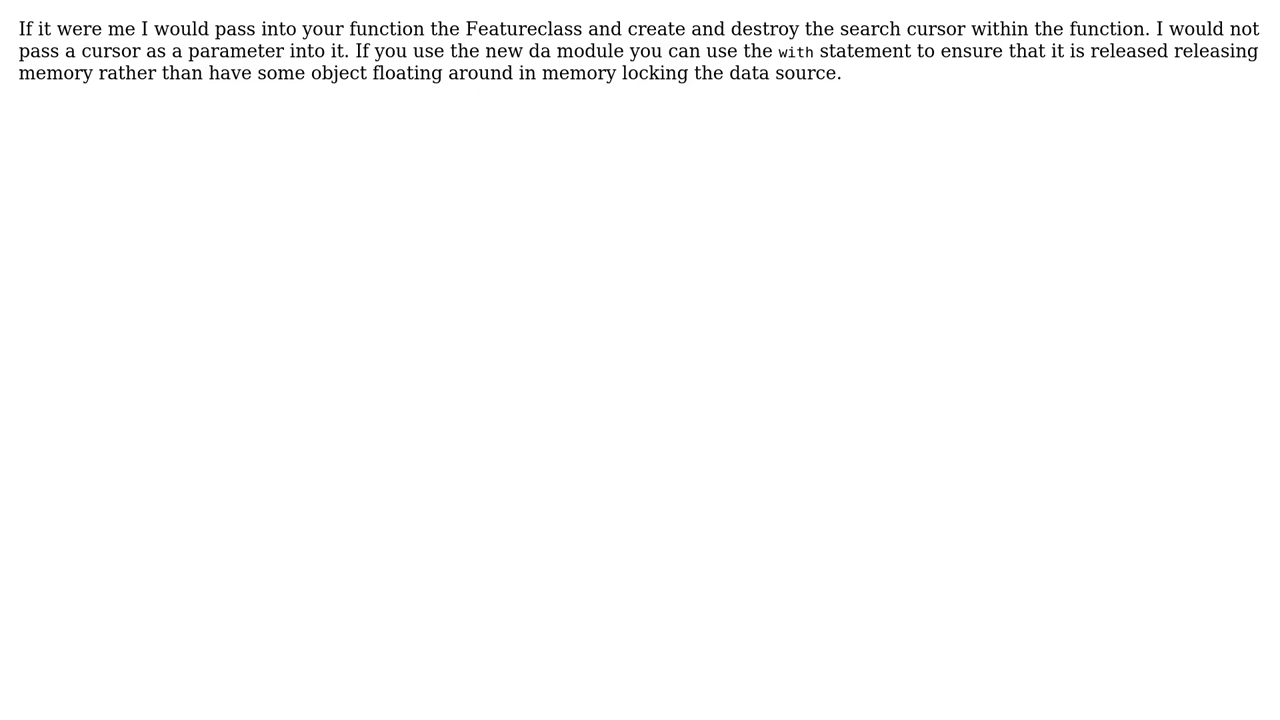 If it were me I would pass into your function the Featureclass and create and destroy the search cursor within the function. I would not
pass a cursor as a parameter into it. If you use the new da module you can use the with statement to ensure that it is released releasing
memory rather than have some object floating around in memory locking the data source.